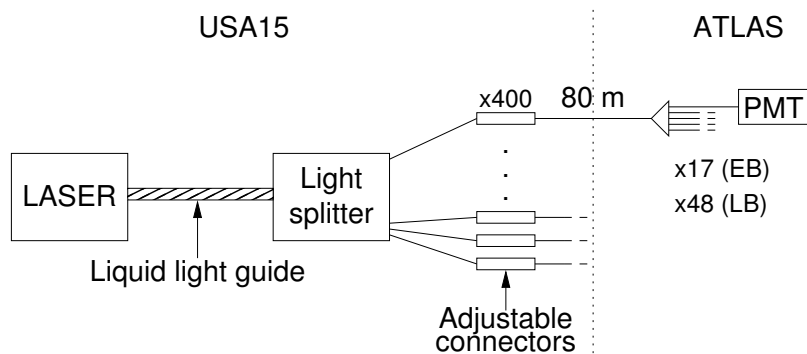 USA15
ATLAS
x400
80 m
PMT
x17 (EB)
x48 (LB)
LASER
Light
splitter
Liquid light guide
Adjustable
connectors